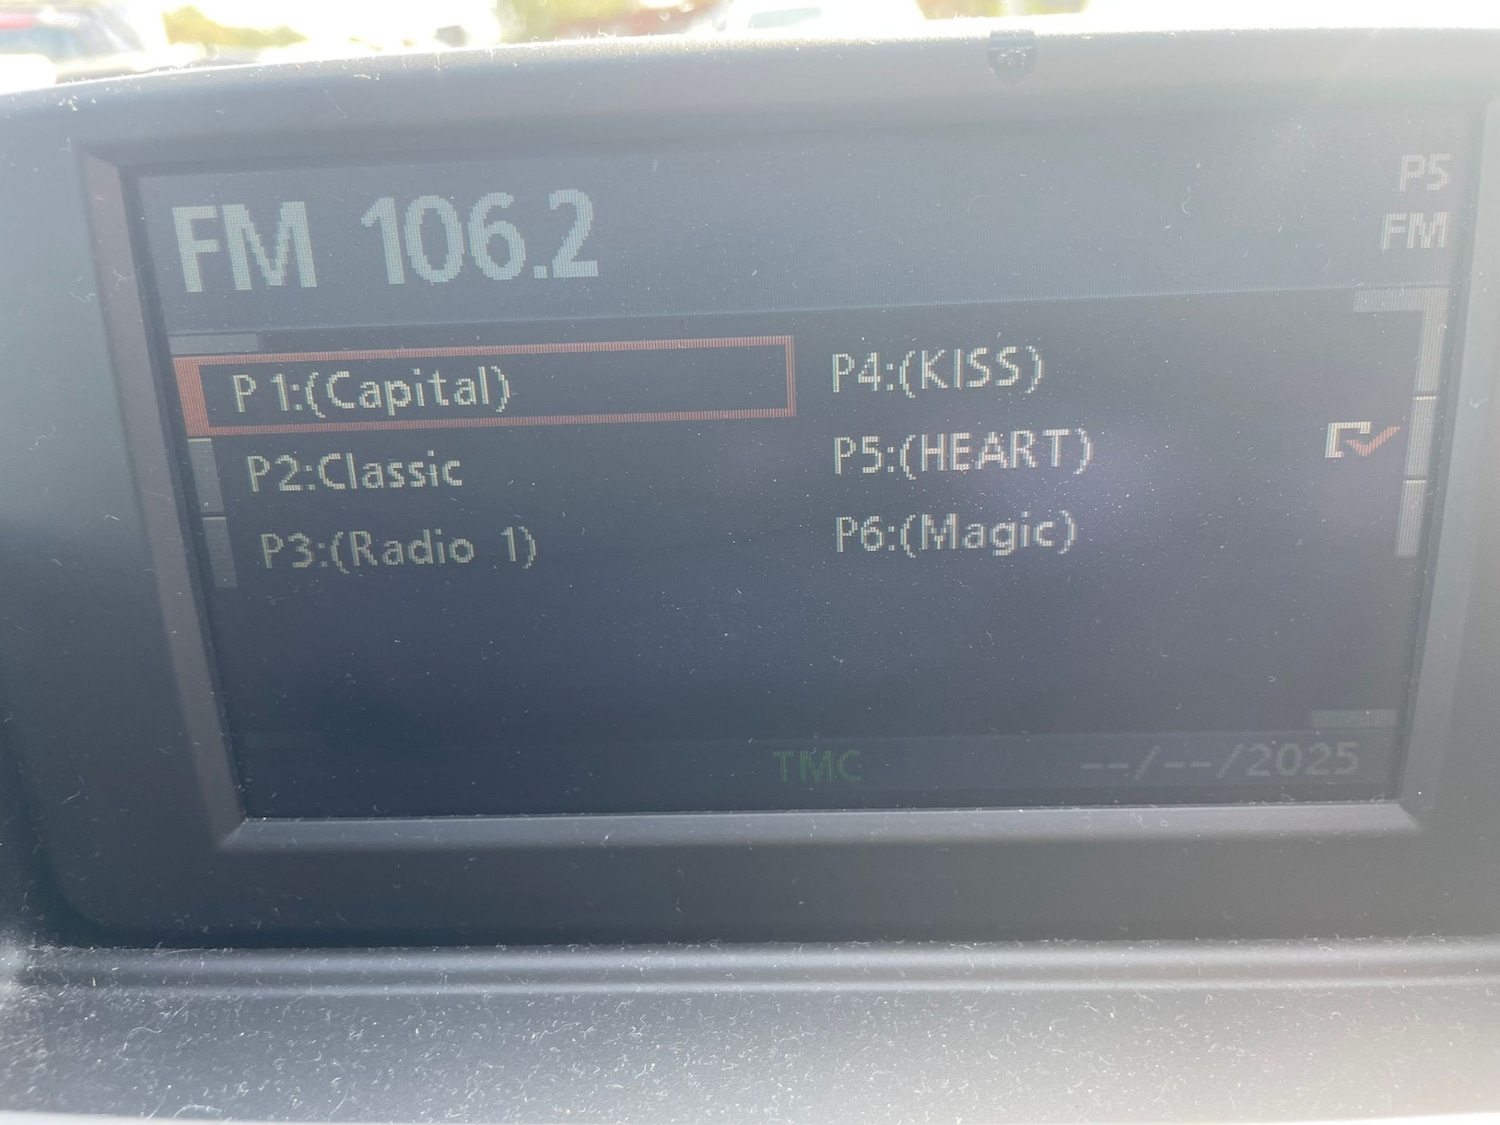 FM 106.2
P5
FM
P1:(Capital)
P2:Classic
P3:(Radio 1)
P4:(KISS)
P5:(HEART)
P6:(Magic)
TMC
--/--/2025